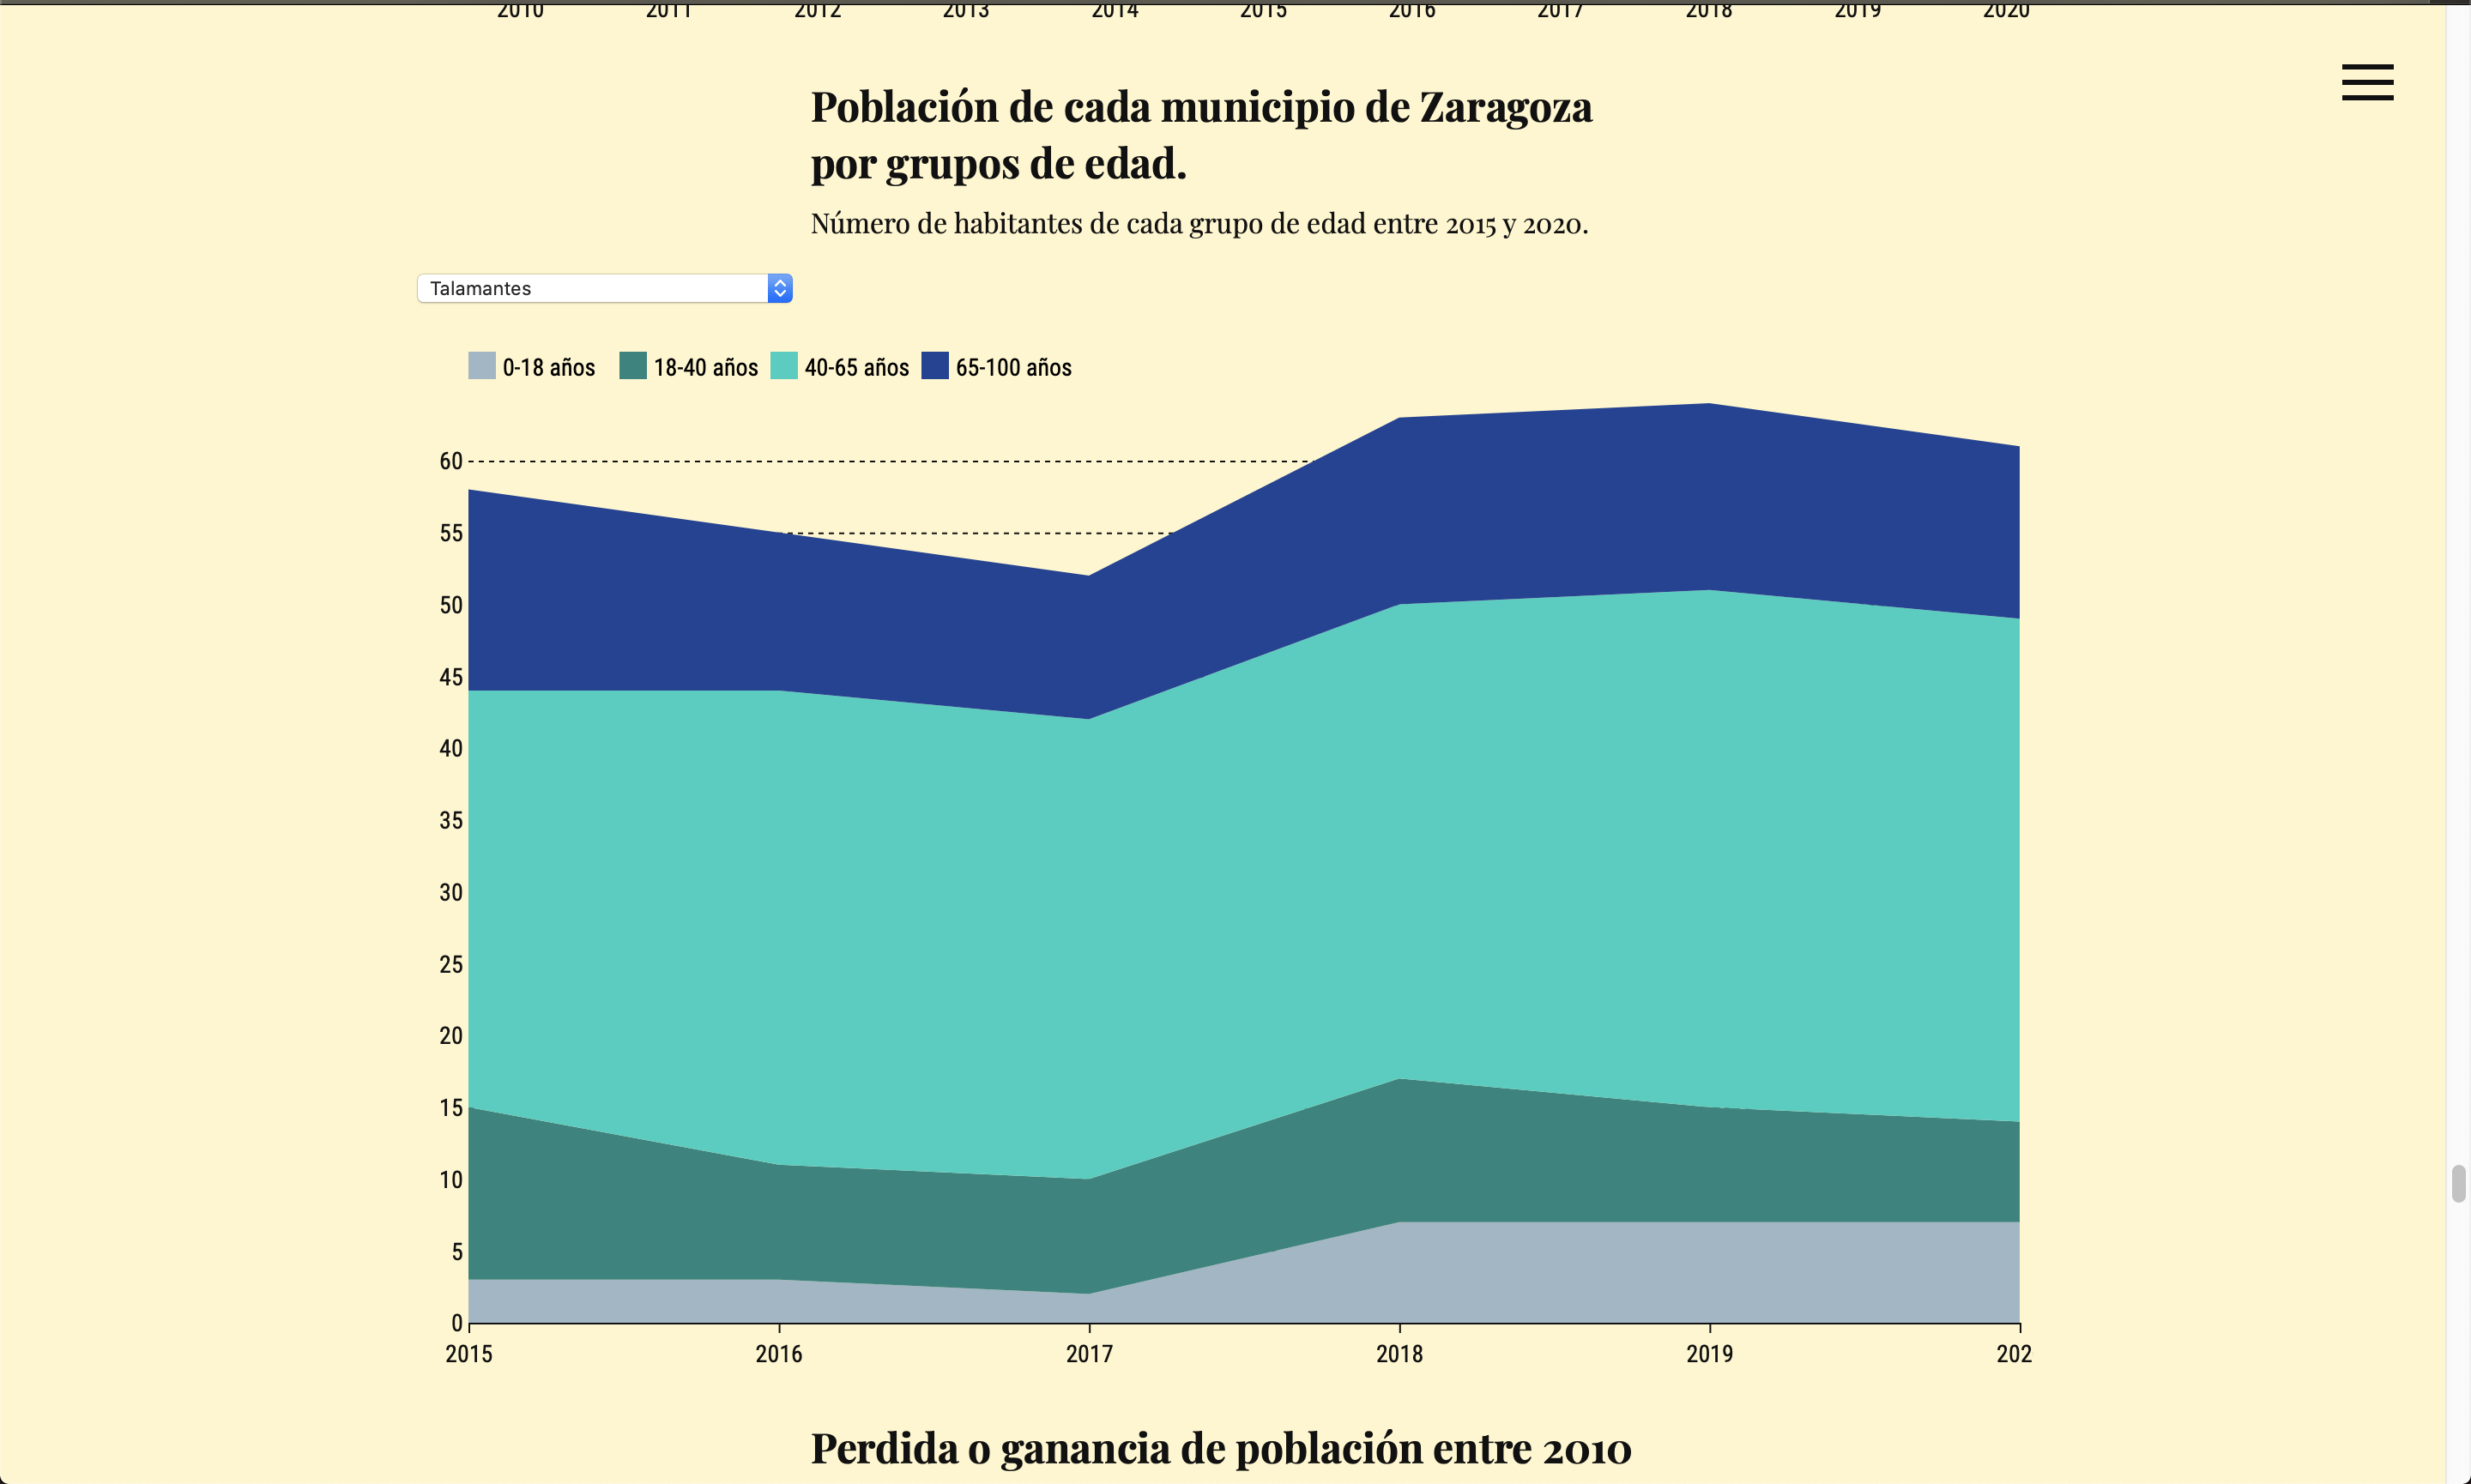 2010 2011 2012 2013 2014 2015 2016 2017 2018 2019 2020
Población de cada municipio de Zaragoza
por grupos de edad.
Número de habitantes de cada grupo de edad entre 2015 y 2020.
Talamantes
0-18 años 18-40 años 40-65 años 65-100 años
60
55
50
45
40
35
30
25
20
15
10
5
0
2015 2016 2017 2018 2019 202
Perdida o ganancia de población entre 2010